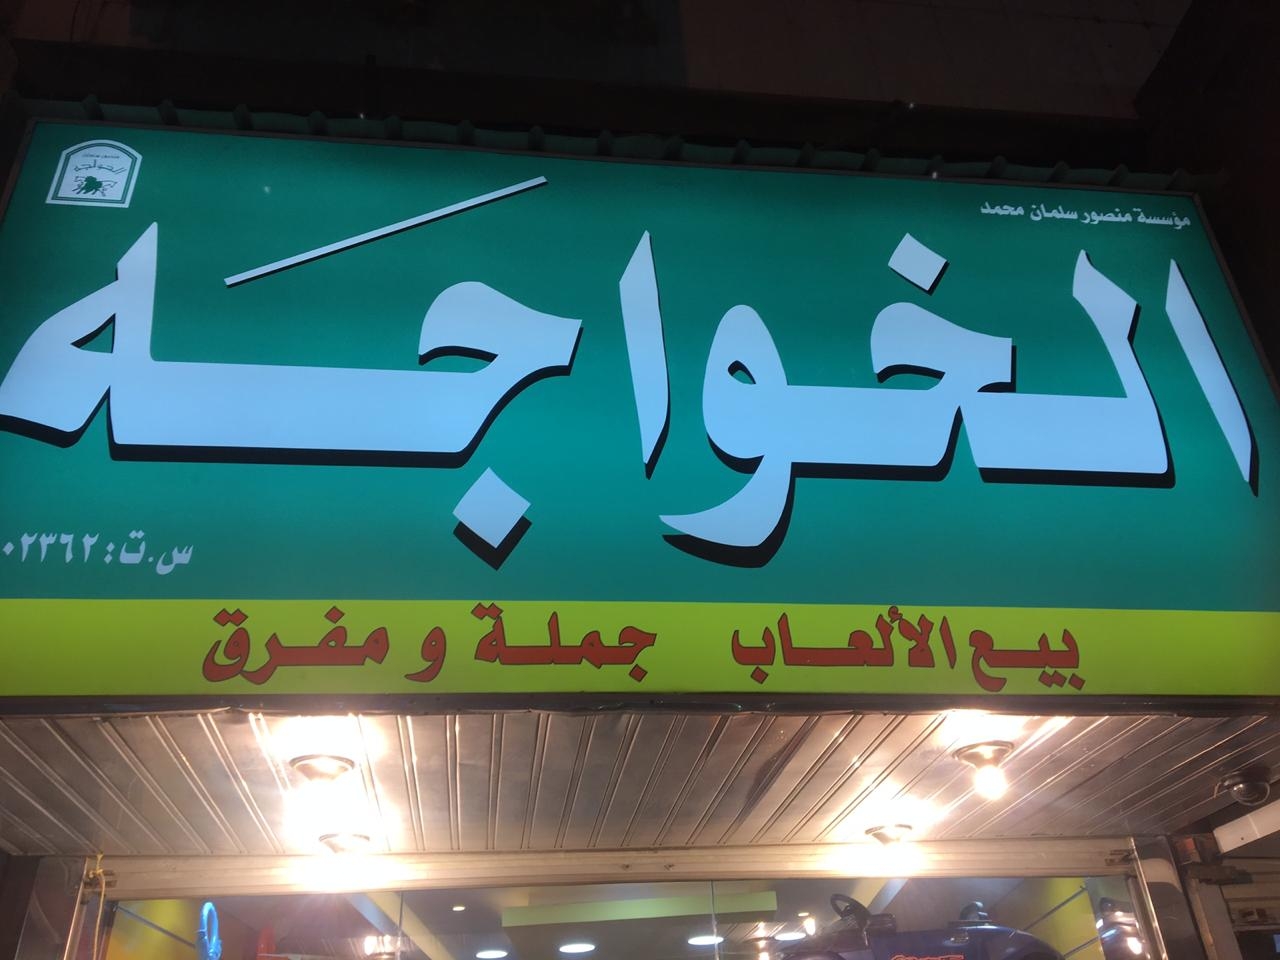 مؤسسة منصور سلمان محمد
الخواجه
س.ت: ٠٢٣٦٢
بيع الألعاب جملة و مفرق